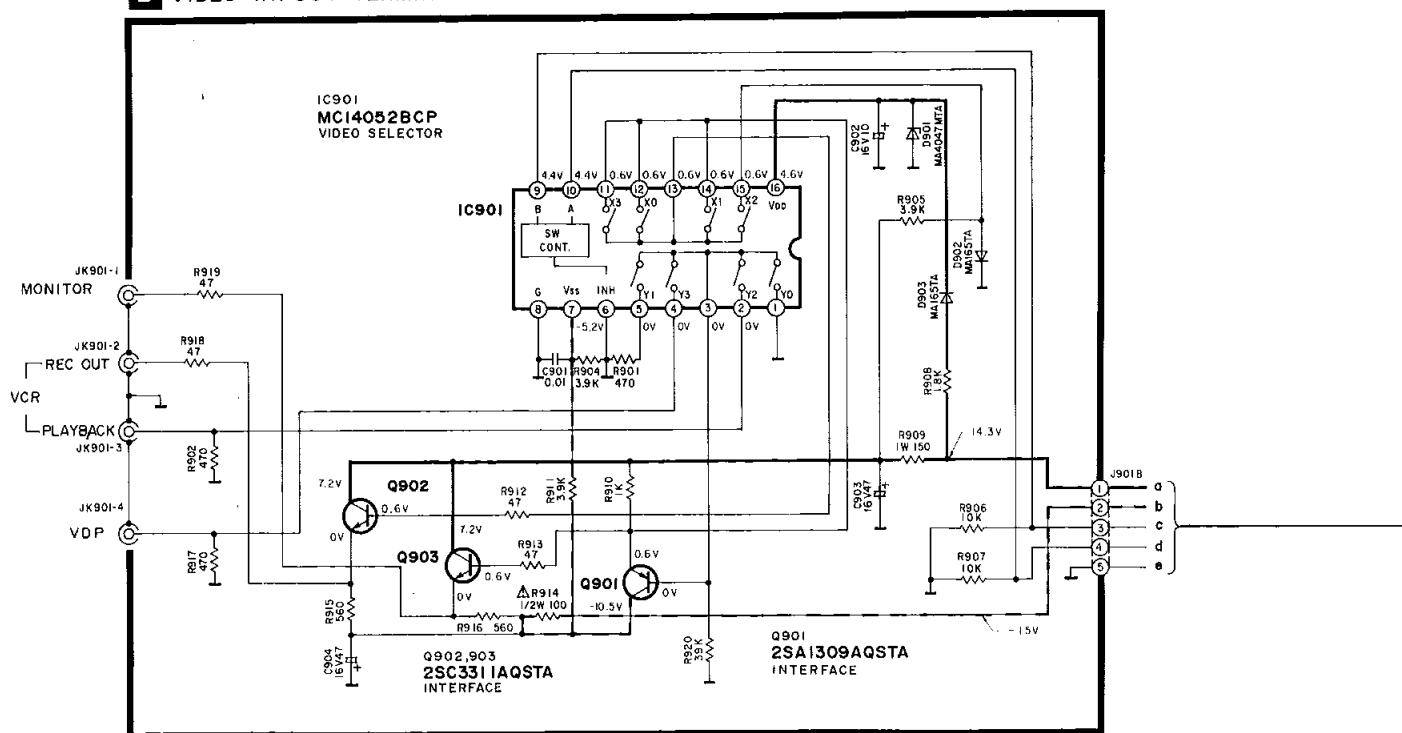 IC901
MC14052BCP
VIDEO SELECTOR
C902
16V10
D901
MA4047MTA
4.4V 4.4V 0.6V 0.6V 0.6V 0.6V 0.6V 4.6V
9 10 11 12 13 14 15 16
IC901
B A X3 X0 X1 X2 VDD
SW
CONT.
R905
3.9K
D902
MA165TA
D903
MA165TA
G Vss INH Y1 Y3 Y2 Y0
8 7 6 5 4 3 2 1
-5.2V 0V 0V 0V
C901
0.01
R904
3.9K
R901
470
R908
1.8K
JK901-1
MONITOR
R919
47
JK901-2
REC OUT
R918
47
VCR
PLAYBACK
JK901-3
R902
470
JK901-4
VDP
R917
470
R909
1W 150
14.3V
7.2V
Q902
0.6V
0V
R912
47
R911
3.9K
R910
1K
C903
16V47
7.2V
Q903
0.6V
0V
R913
47
0.6V
Q901
0V
-10.5V
R906
10K
R907
10K
J901B
1 a
2 b
3 c
4 d
5 e
R915
560
R914
1/2W 100
R916 560
-15V
C904
16V47
R920
39K
Q902,903
2SC3311AQSTA
INTERFACE
Q901
2SA1309AQSTA
INTERFACE